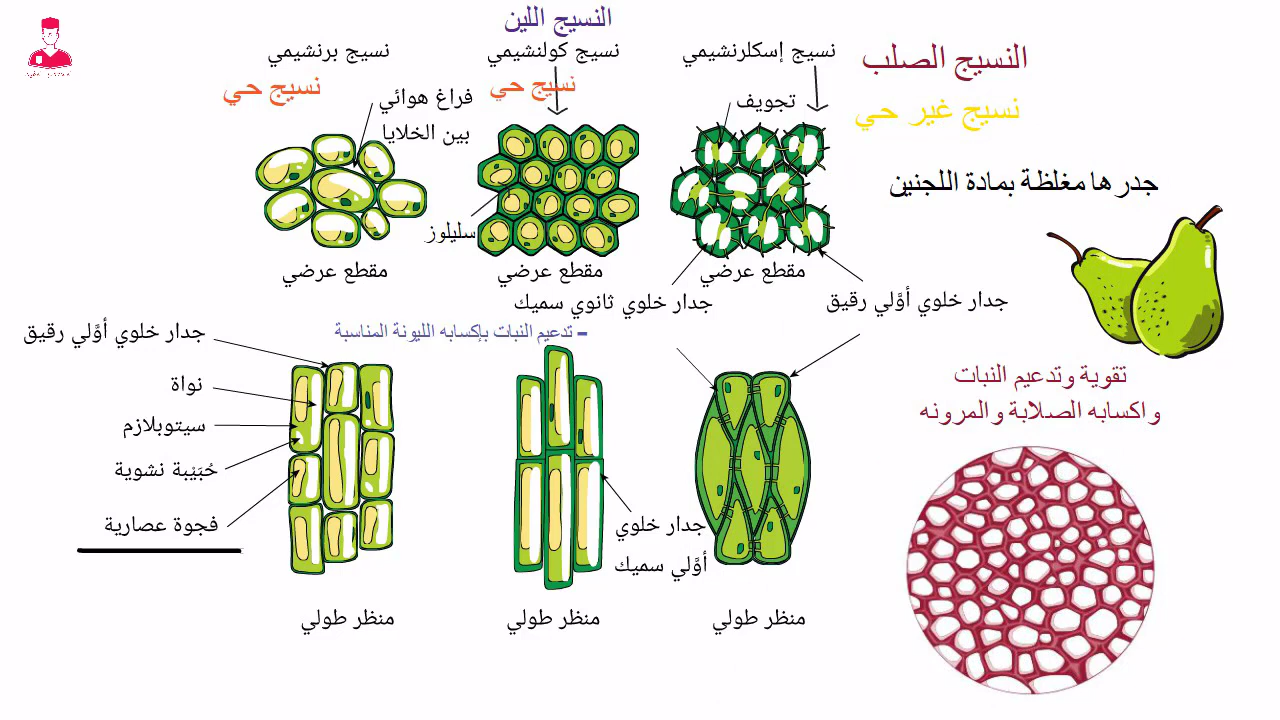 النسيج اللين
النسيج الصلب
نسيج إسكلرنشيمي
نسيج كولنشيمي
نسيج برنشيمي
نسيج غير حي
نسيج حي
نسيج حي
تجويف
فراغ هوائي
بين الخلايا
جدرها مغلظة بمادة اللجنين
سليلوز
مقطع عرضي
مقطع عرضي
مقطع عرضي
جدار خلوي أوَّلي رقيق
جدار خلوي ثانوي سميك
– تدعيم النبات بإكسابه الليونة المناسبة
جدار خلوي أوَّلي رقيق
نواة
سيتوبلازم
حُبَيْبة نشوية
فجوة عصارية
تقوية وتدعيم النبات
واكسابه الصلابة والمرونه
جدار خلوي
أوَّلي سميك
منظر طولي
منظر طولي
منظر طولي